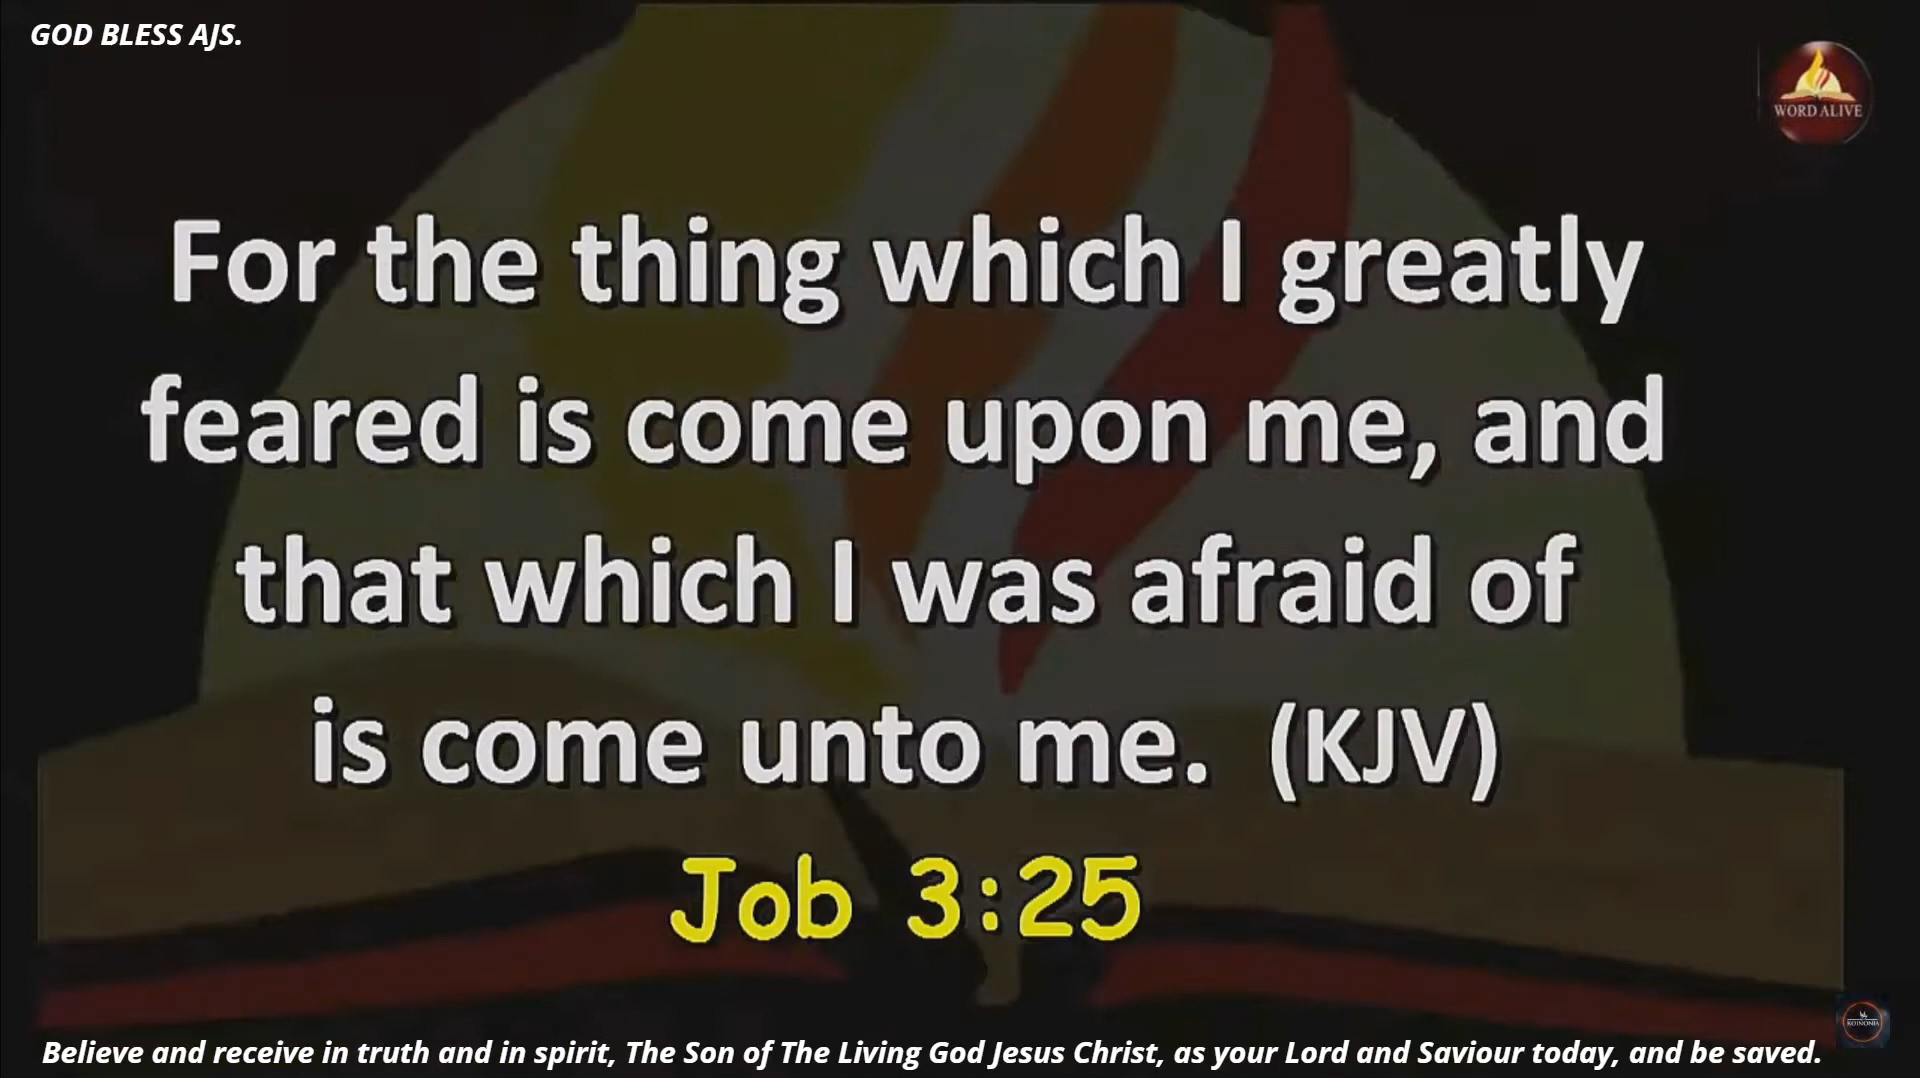 GOD BLESS AJS.
WORD ALIVE
For the thing which I greatly
feared is come upon me, and
that which I was afraid of
is come unto me. (KJV)
Job 3:25
KOINONIA
Believe and receive in truth and in spirit, The Son of The Living God Jesus Christ, as your Lord and Saviour today, and be saved.